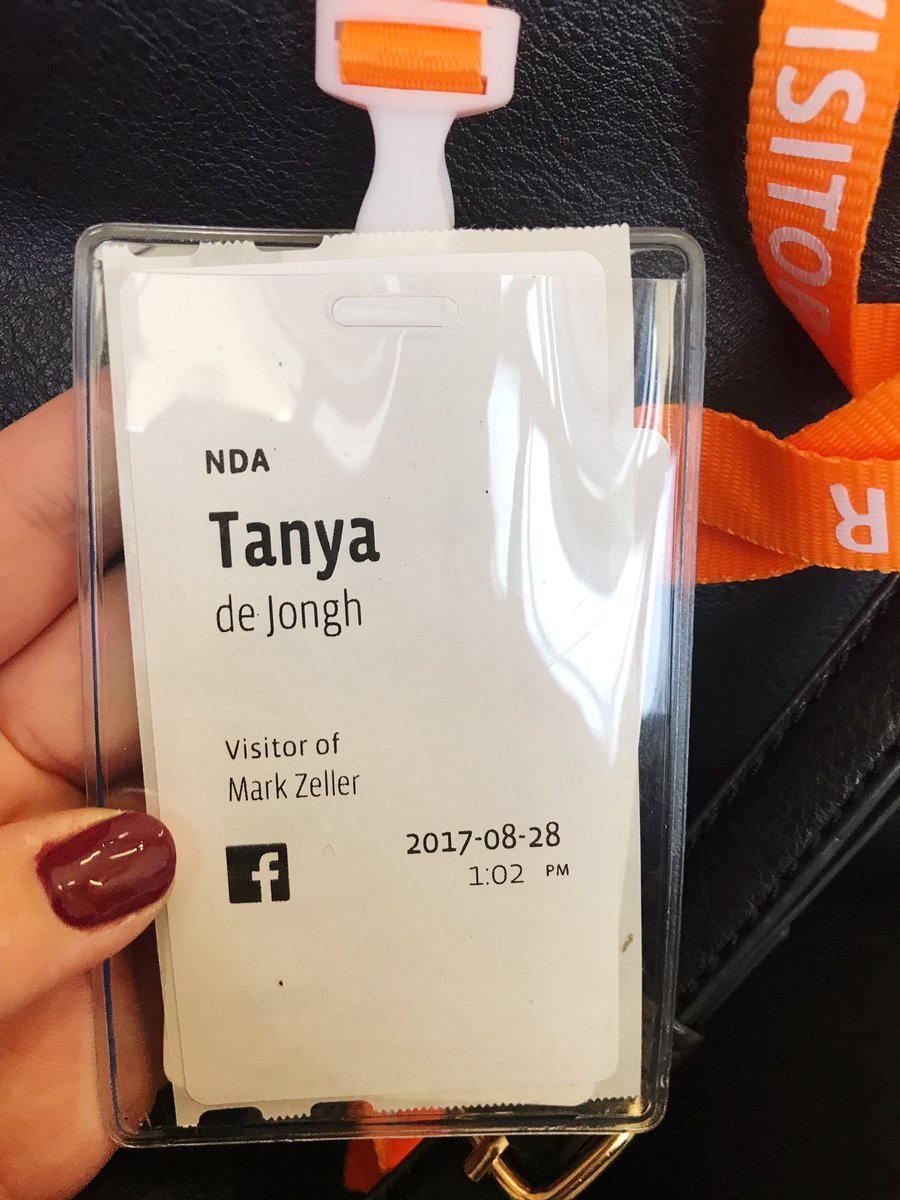 VISITOR
R
NDA
Tanya
de Jongh
Visitor of
Mark Zeller
f
2017-08-28
1:02 PM